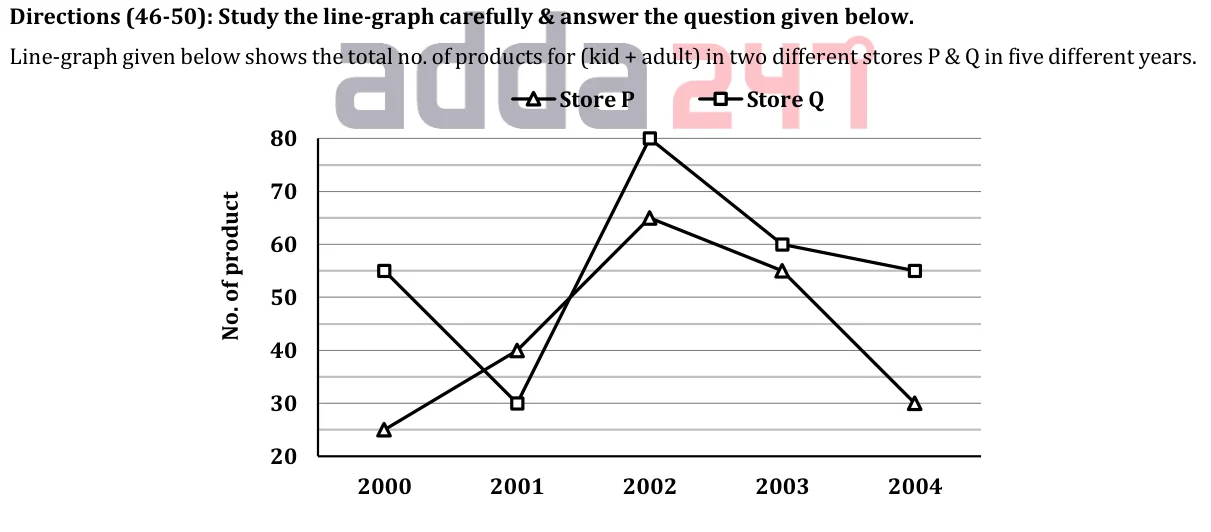 Directions (46-50): Study the line-graph carefully & answer the question given below.
Line-graph given below shows the total no. of products for (kid + adult) in two different stores P & Q in five different years.
adda 247
Store P Store Q
80
70
60
50
40
30
20
No. of product
2000 2001 2002 2003 2004